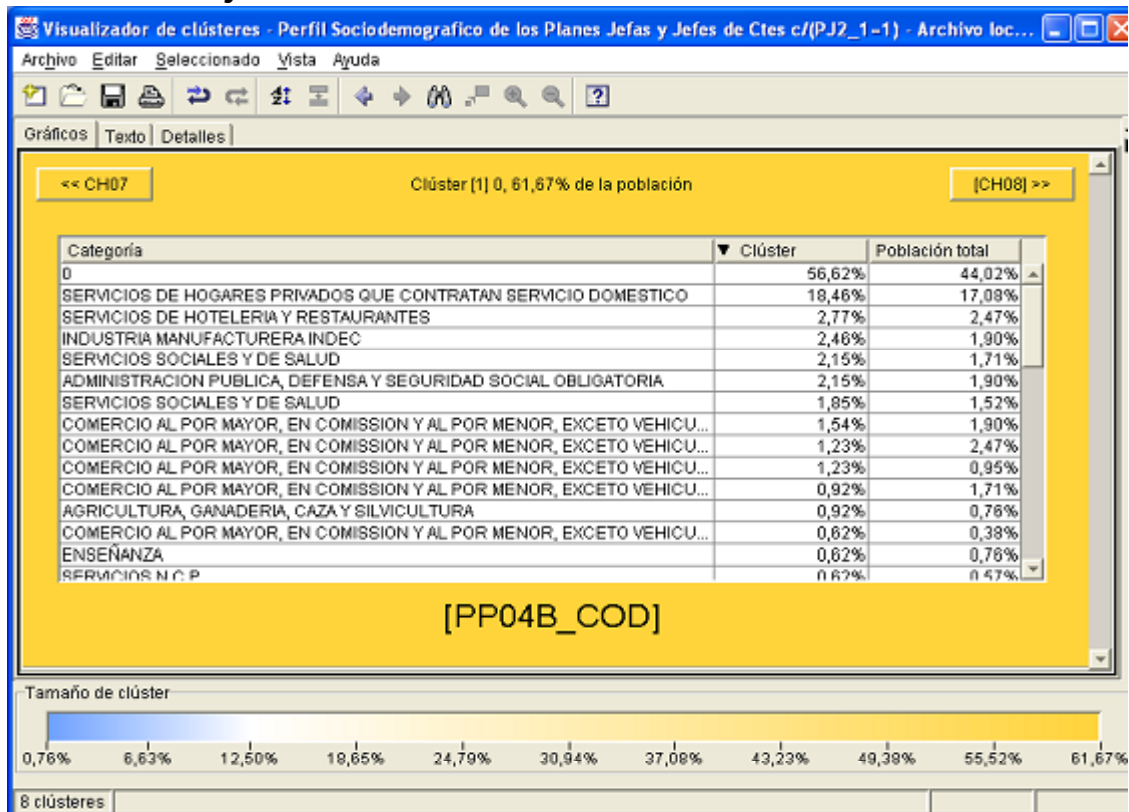 Visualizador de clústeres - Perfil Sociodemografico de los Planes Jefas y Jefes de Ctes c/(PJ2_1=1) - Archivo loc...
Archivo Editar Seleccionado Vista Ayuda
Gráficos Texto Detalles
<< CH07 Clúster [1] 0, 61,67% de la población [CH08] >>
Categoría ▼ Clúster Población total
0 56,62% 44,02%
SERVICIOS DE HOGARES PRIVADOS QUE CONTRATAN SERVICIO DOMESTICO 18,46% 17,08%
SERVICIOS DE HOTELERIA Y RESTAURANTES 2,77% 2,47%
INDUSTRIA MANUFACTURERA INDEC 2,46% 1,90%
SERVICIOS SOCIALES Y DE SALUD 2,15% 1,71%
ADMINISTRACION PUBLICA, DEFENSA Y SEGURIDAD SOCIAL OBLIGATORIA 2,15% 1,90%
SERVICIOS SOCIALES Y DE SALUD 1,85% 1,52%
COMERCIO AL POR MAYOR, EN COMISSION Y AL POR MENOR, EXCETO VEHICU... 1,54% 1,90%
COMERCIO AL POR MAYOR, EN COMISSION Y AL POR MENOR, EXCETO VEHICU... 1,23% 2,47%
COMERCIO AL POR MAYOR, EN COMISSION Y AL POR MENOR, EXCETO VEHICU... 1,23% 0,95%
COMERCIO AL POR MAYOR, EN COMISSION Y AL POR MENOR, EXCETO VEHICU... 0,92% 1,71%
AGRICULTURA, GANADERIA, CAZA Y SILVICULTURA 0,92% 0,76%
COMERCIO AL POR MAYOR, EN COMISSION Y AL POR MENOR, EXCETO VEHICU... 0,62% 0,38%
ENSEÑANZA 0,62% 0,76%
SERVICIOS N.C.P. 0,62% 0,57%
[PP04B_COD]
Tamaño de clúster
0,76% 6,63% 12,50% 18,65% 24,79% 30,94% 37,08% 43,23% 49,39% 55,52% 61,67%
8 clústeres